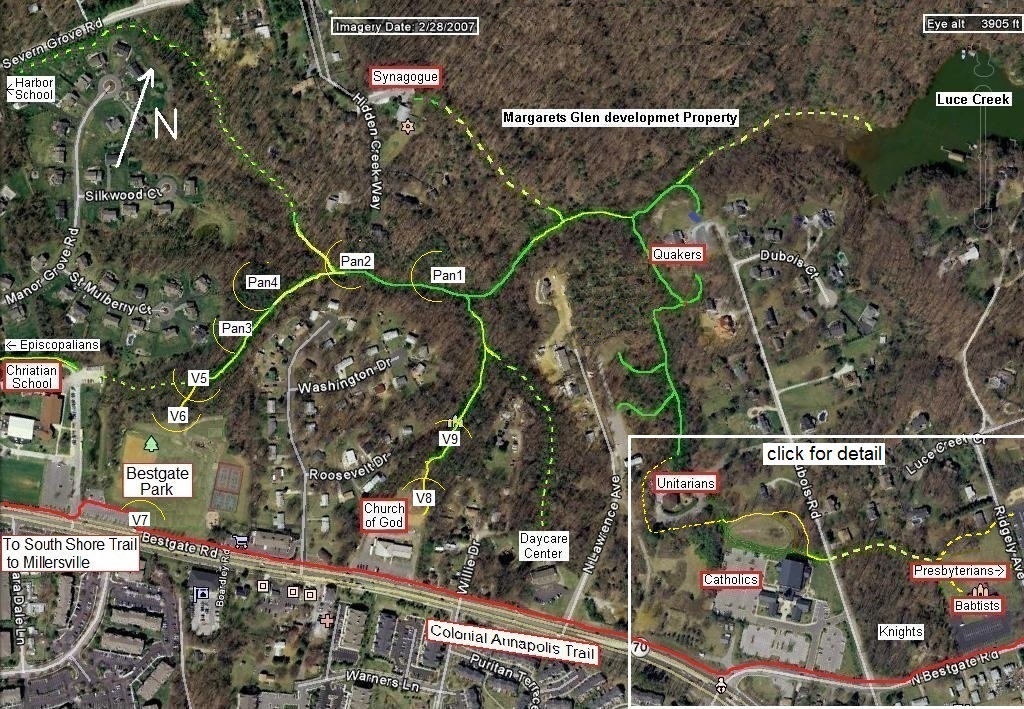 Severn Grove Rd
Imagery Date: 2/28/2007
Eye alt 3905 ft
← Harbor
School
N
Synagogue
Hidden Creek Way
Margarets Glen developmet Property
Luce Creek
Silkwood Ct
Manor Grove Rd
St Mulberry Ct
Pan2
Pan1
Pan4
Pan3
Quakers
Dubois Ct
← Episcopalians
Christian
School
V5
V6
Washington Dr
V9
Roosevelt Dr
V8
Bestgate
Park
V7
Church
of God
click for detail
Luce Creek Ct
Dubois Rd
Ridgely Ave
Unitarians
N Lawrence Ave
Daycare
Center
Willie Dr
To South Shore Trail
to Millersville
Bestgate Rd
Boardley Rd
ara Dale Ln
Colonial Annapolis Trail
70
Catholics
Presbyterians→
Babtists
Knights
N Bestgate Rd
Puritan Terrace
Warners Ln